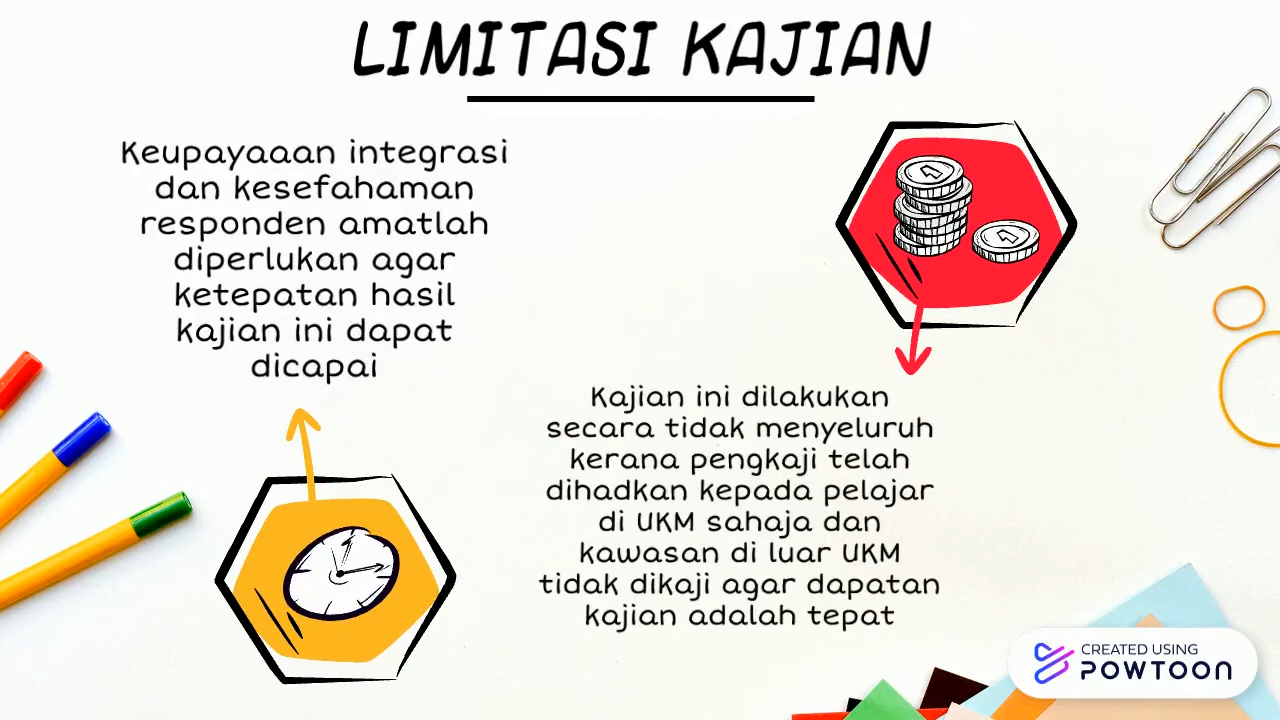 LIMITASI KAJIAN
Keupayaaan integrasi
dan kesefahaman
responden amatlah
diperlukan agar
ketepatan hasil
kajian ini dapat
dicapai
Kajian ini dilakukan
secara tidak menyeluruh
kerana pengkaji telah
dihadkan kepada pelajar
di UKM sahaja dan
kawasan di luar UKM
tidak dikaji agar dapatan
kajian adalah tepat
CREATED USING
POWTOON